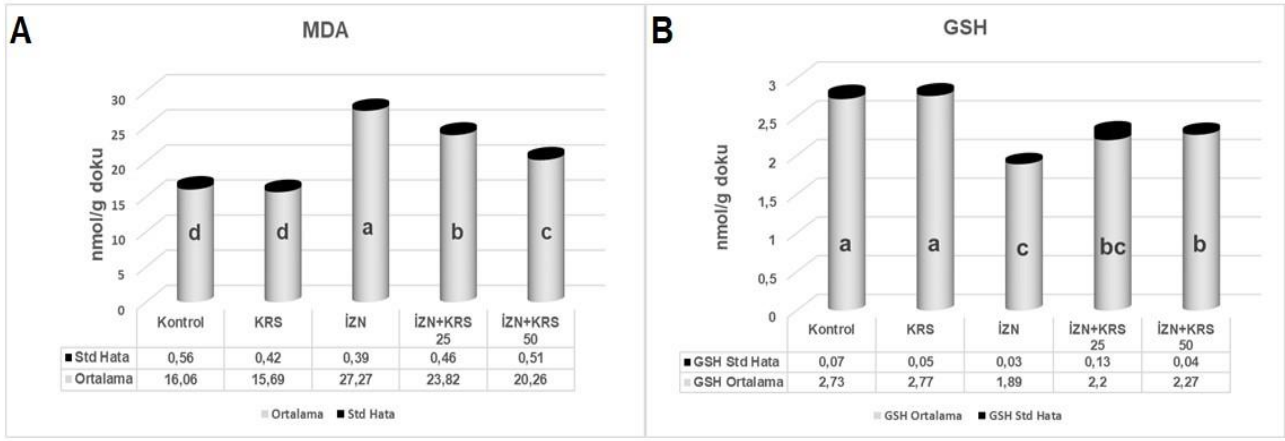 A
MDA
nmol/g doku
30
25
20
15
10
5
0
d
d
a
b
c
Kontrol KRS İZN İZN+KRS 25 İZN+KRS 50
Std Hata 0,56 0,42 0,39 0,46 0,51
Ortalama 16,06 15,69 27,27 23,82 20,26
Ortalama Std Hata
B
GSH
nmol/g doku
3
2,5
2
1,5
1
0,5
0
a
a
c
bc
b
Kontrol KRS İZN İZN+KRS 25 İZN+KRS 50
GSH Std Hata 0,07 0,05 0,03 0,13 0,04
GSH Ortalama 2,73 2,77 1,89 2,2 2,27
GSH Ortalama GSH Std Hata